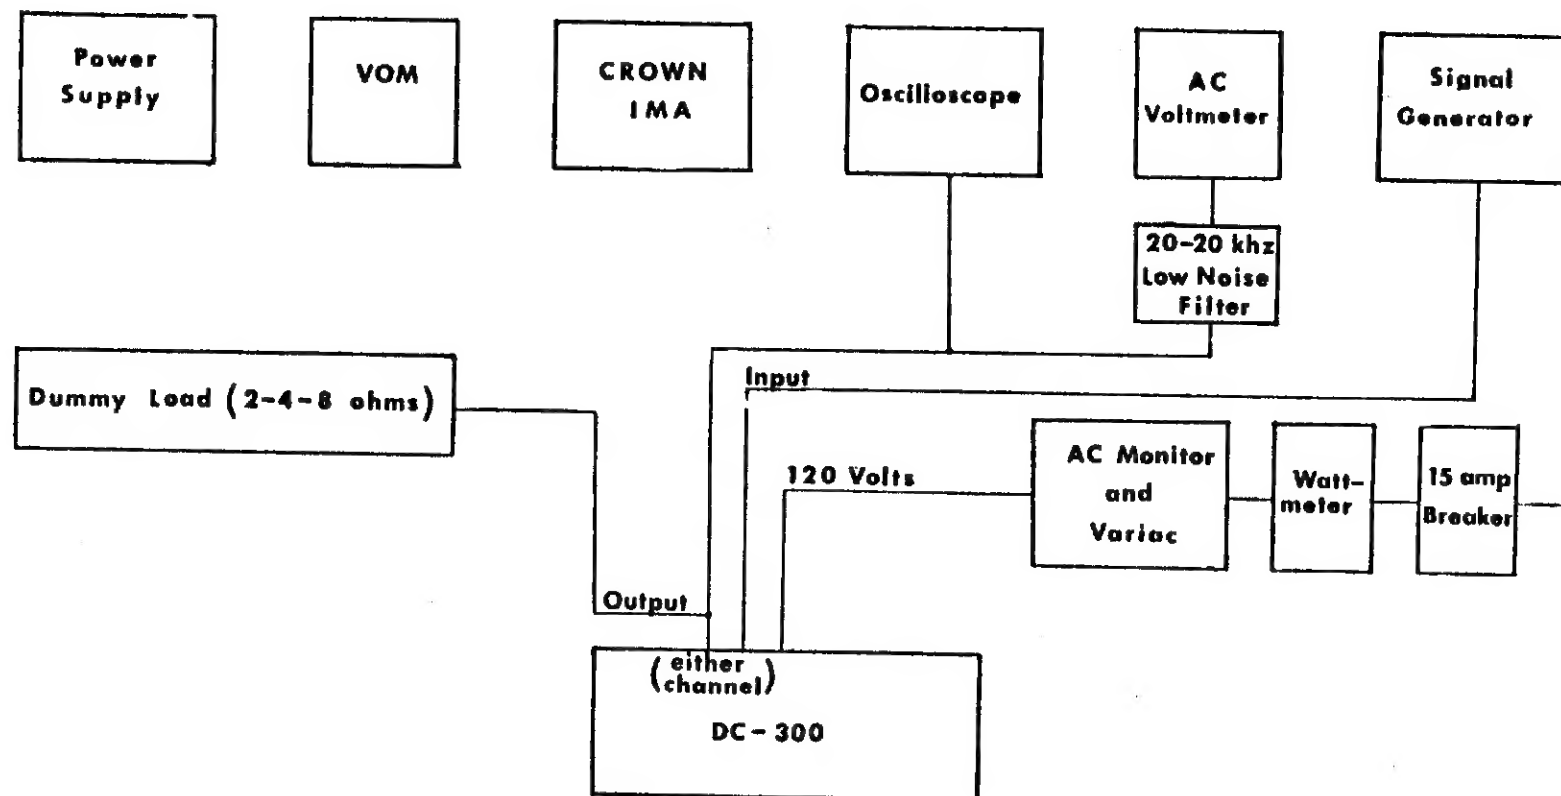 Power
Supply
VOM
CROWN
IMA
Oscilloscope
AC
Voltmeter
Signal
Generator
20-20 khz
Low Noise
Filter
Dummy Load (2-4-8 ohms)
Input
120 Volts
AC Monitor
and
Variac
Watt-
meter
15 amp
Breaker
Output
(either
channel)
DC-300